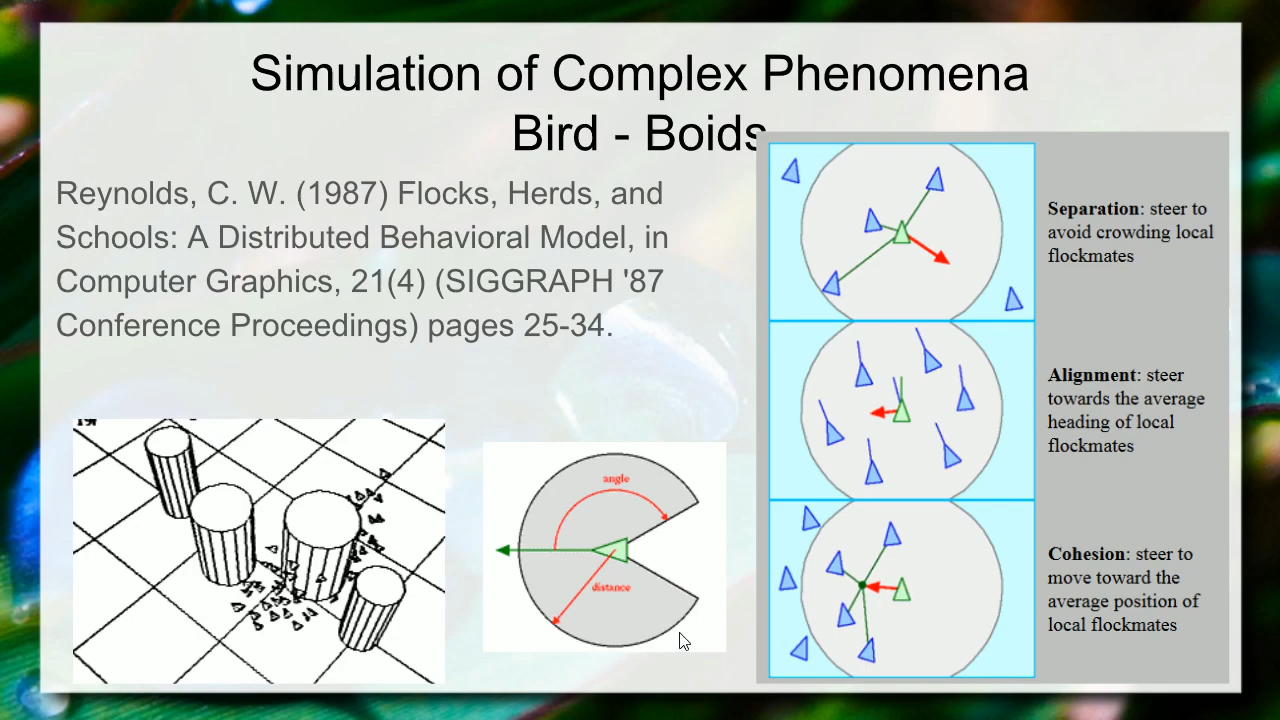 Simulation of Complex Phenomena
Bird - Boids
Reynolds, C. W. (1987) Flocks, Herds, and
Schools: A Distributed Behavioral Model, in
Computer Graphics, 21(4) (SIGGRAPH '87
Conference Proceedings) pages 25-34.
angle
distance
Separation: steer to
avoid crowding local
flockmates
Alignment: steer
towards the average
heading of local
flockmates
Cohesion: steer to
move toward the
average position of
local flockmates